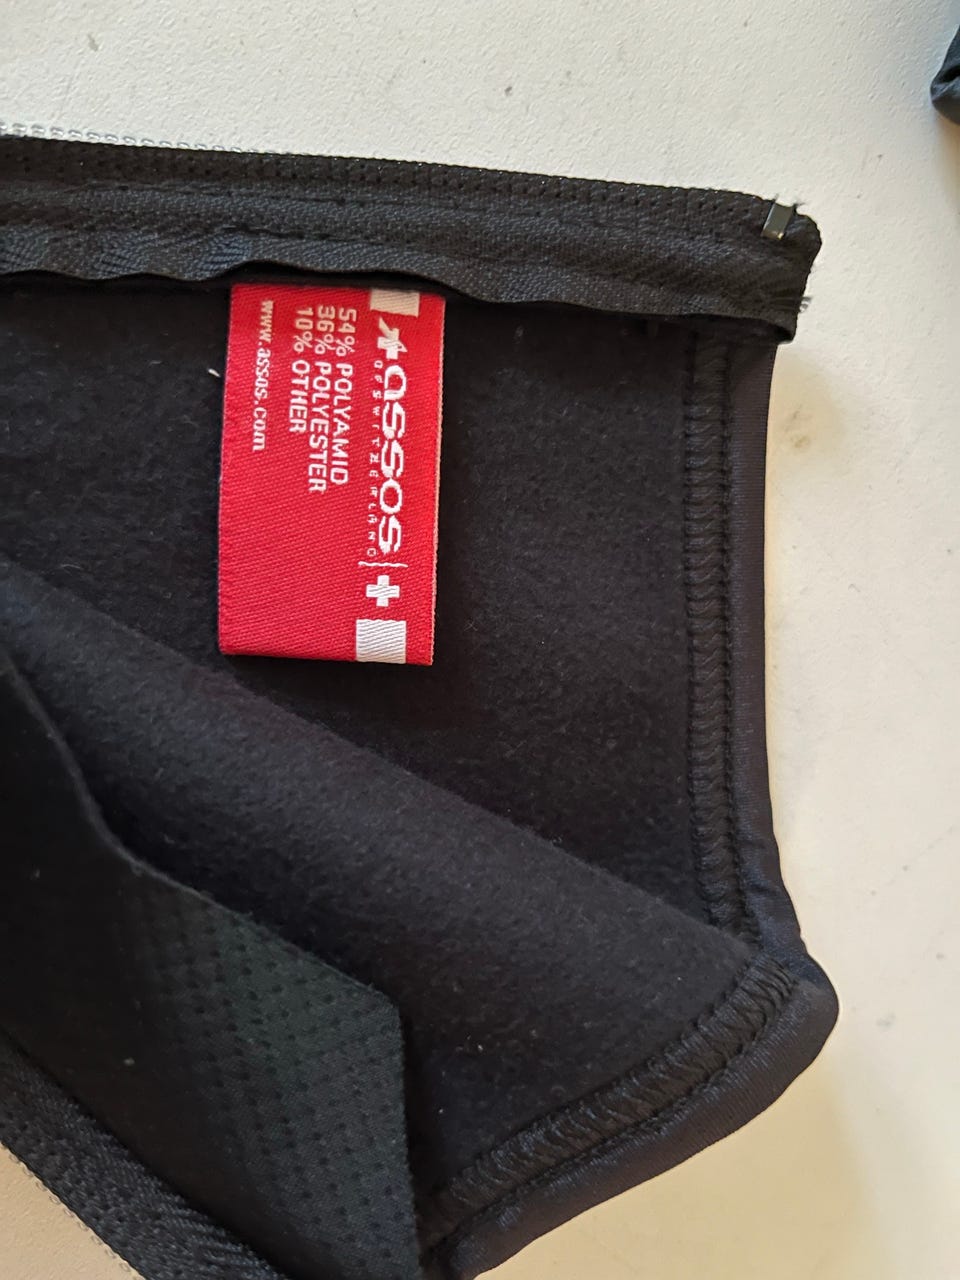 assos
OF SWITZERLAND
54% POLYAMID
36% POLYESTER
10% OTHER
www.assos.com